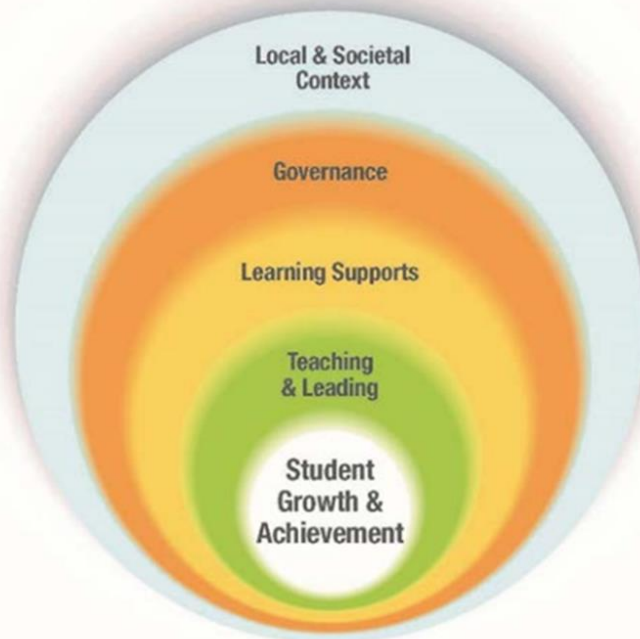 Local & Societal
Context
Governance
Learning Supports
Teaching
& Leading
Student
Growth &
Achievement